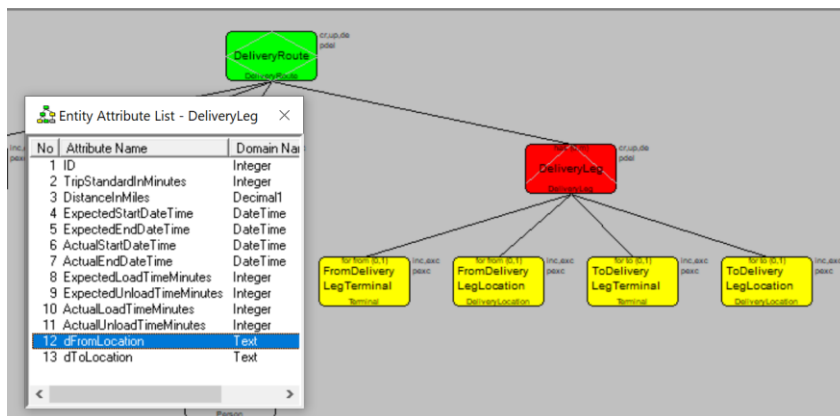 DeliveryRoute
cr,up,de
pdel
DeliveryRoute
Entity Attribute List - DeliveryLeg
No Attribute Name Domain Nar
1 ID Integer
2 TripStandardInMinutes Integer
3 DistanceInMiles Decimal1
4 ExpectedStartDateTime DateTime
5 ExpectedEndDateTime DateTime
6 ActualStartDateTime DateTime
7 ActualEndDateTime DateTime
8 ExpectedLoadTimeMinutes Integer
9 ExpectedUnloadTimeMinutes Integer
10 ActualLoadTimeMinutes Integer
11 ActualUnloadTimeMinutes Integer
12 dFromLocation Text
13 dToLocation Text
inc,
pexc
DeliveryLeg
cr,up,de
pdel
DeliveryLeg
for from (0,1)
FromDelivery
LegTerminal
Terminal
inc,exc
pexc
for from (0,1)
FromDelivery
LegLocation
DeliveryLocation
inc,exc
pexc
for to (0,1)
ToDelivery
LegTerminal
Terminal
inc,exc
pexc
for to (0,1)
ToDelivery
LegLocation
DeliveryLocation
inc,exc
pexc
Person